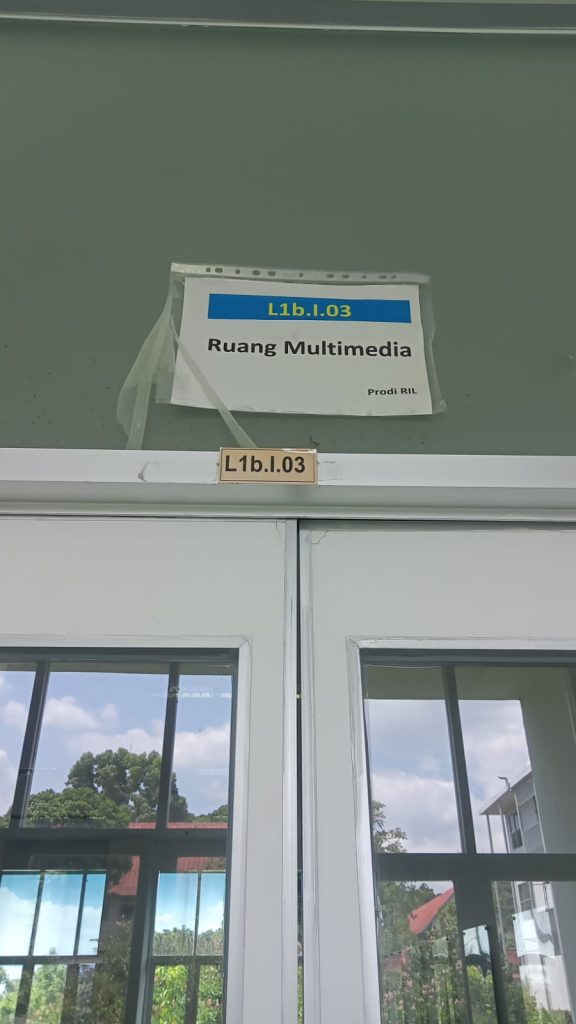 L1b.I.03
Ruang Multimedia
Prodi RIL
L1b.I.03